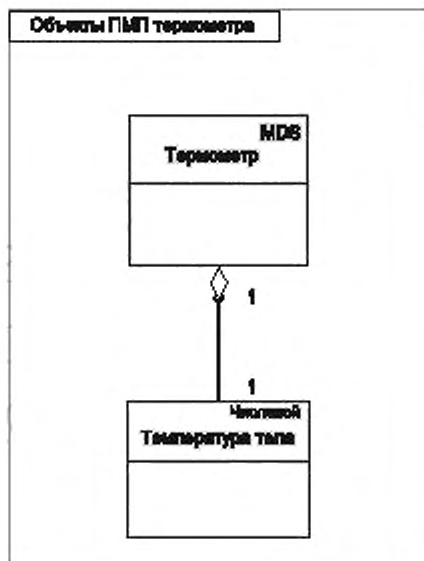 Объекты ПМП термометра
MDS
Термометр
1
1
Числовой
Температура тела